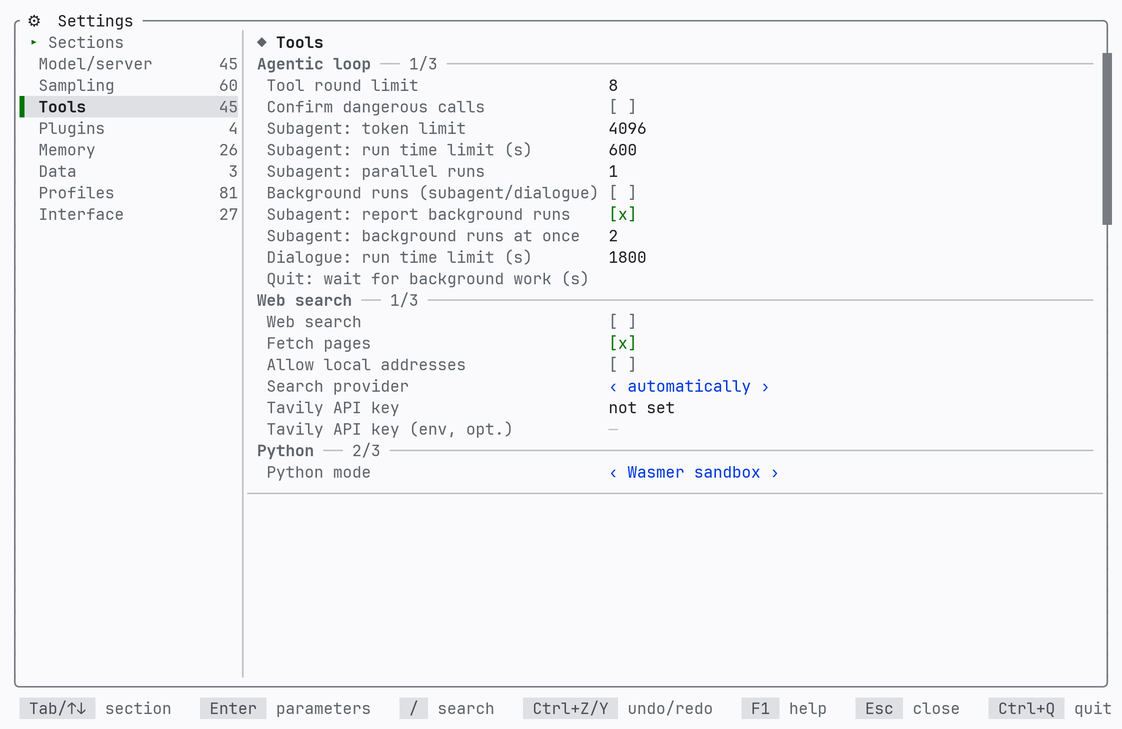 ⚙ Settings
▸ Sections
Model/server 45
Sampling 60
Tools 45
Plugins 4
Memory 26
Data 3
Profiles 81
Interface 27
◆ Tools
Agentic loop — 1/3
Tool round limit 8
Confirm dangerous calls [ ]
Subagent: token limit 4096
Subagent: run time limit (s) 600
Subagent: parallel runs 1
Background runs (subagent/dialogue) [ ]
Subagent: report background runs [x]
Subagent: background runs at once 2
Dialogue: run time limit (s) 1800
Quit: wait for background work (s)
Web search — 1/3
Web search [ ]
Fetch pages [x]
Allow local addresses [ ]
Search provider ‹ automatically ›
Tavily API key not set
Tavily API key (env, opt.) —
Python — 2/3
Python mode ‹ Wasmer sandbox ›
Tab/↑↓ section Enter parameters / search Ctrl+Z/Y undo/redo F1 help Esc close Ctrl+Q quit